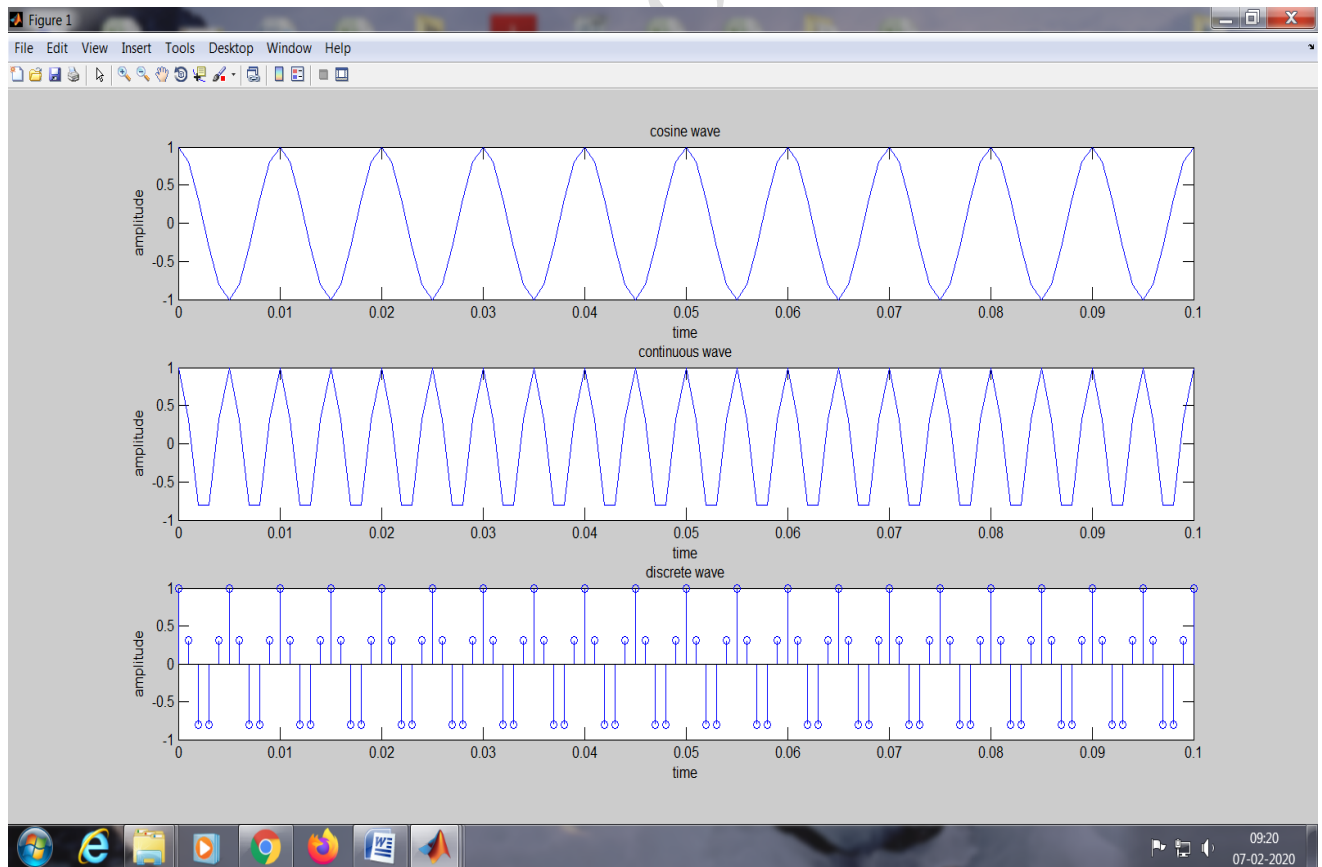 Figure 1
File Edit View Insert Tools Desktop Window Help
cosine wave
1
0.5
0
-0.5
-1
amplitude
0 0.01 0.02 0.03 0.04 0.05 0.06 0.07 0.08 0.09 0.1
time
continuous wave
1
0.5
0
-0.5
-1
amplitude
0 0.01 0.02 0.03 0.04 0.05 0.06 0.07 0.08 0.09 0.1
time
discrete wave
1
0.5
0
-0.5
-1
amplitude
0 0.01 0.02 0.03 0.04 0.05 0.06 0.07 0.08 0.09 0.1
time
09:20
07-02-2020